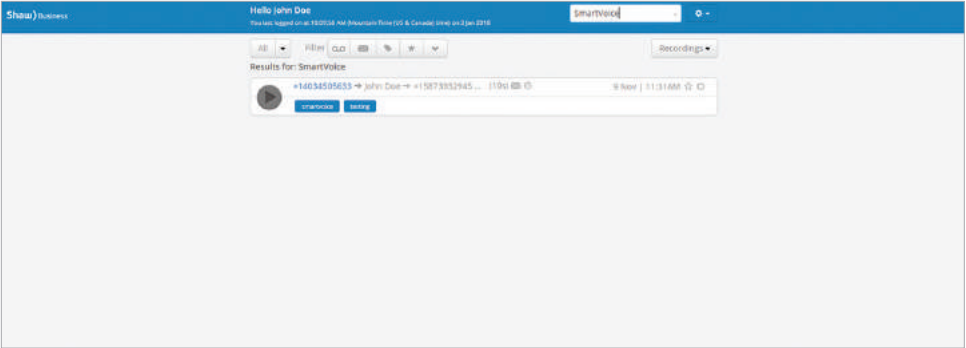 Shaw) Business
Hello John Doe
You last logged on at 10:05:58 AM (Mountain Time (US & Canada) time) on 3 Jan 2018
SmartVoice
All
Filter
Recordings
Results for: SmartVoice
John Doe
9 Nov | 11:31AM
smartvoice testing